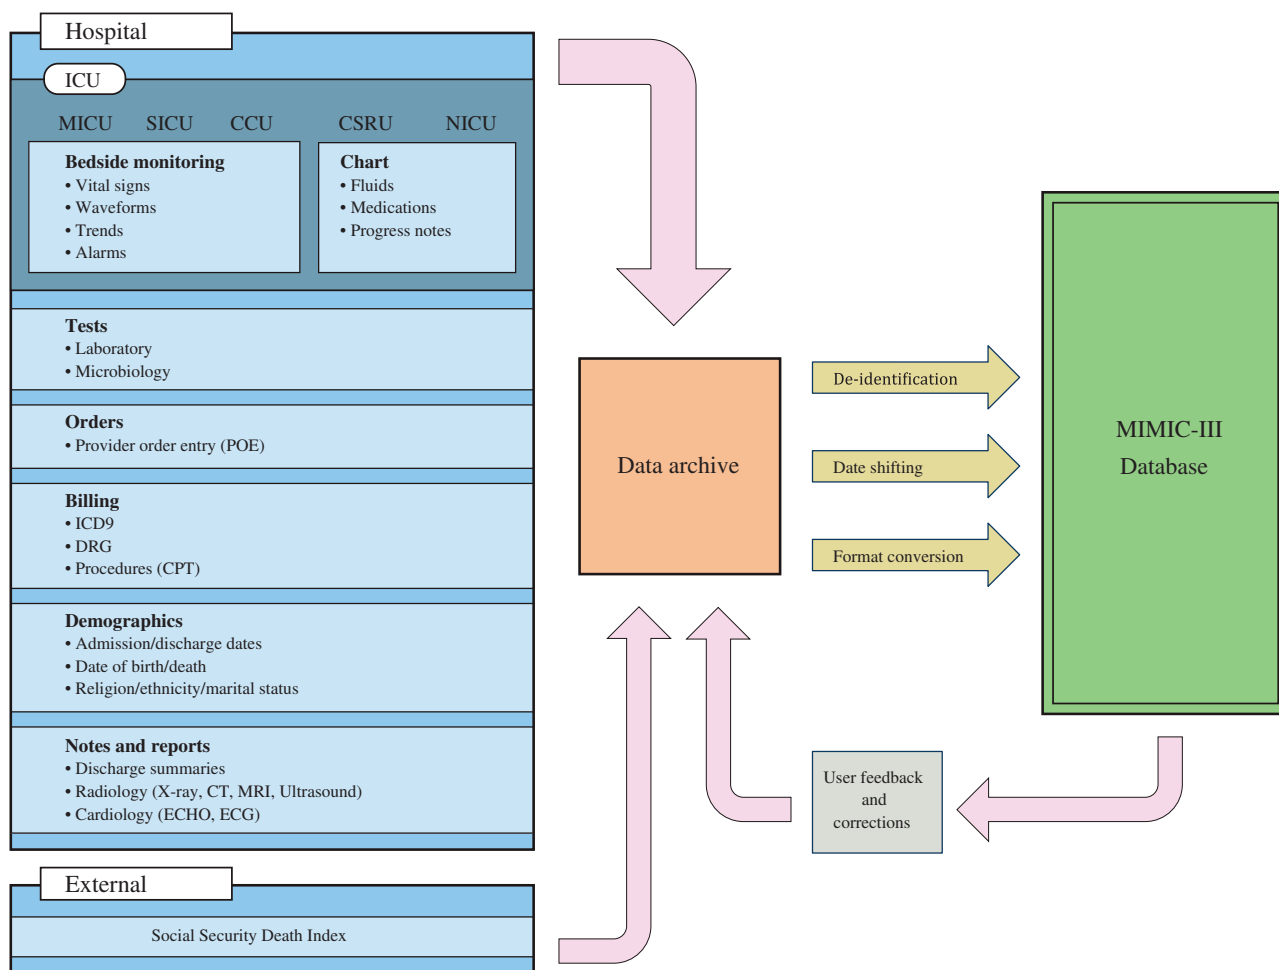 Hospital
ICU
MICU SICU CCU CSRU NICU
Bedside monitoring
• Vital signs
• Waveforms
• Trends
• Alarms
Chart
• Fluids
• Medications
• Progress notes
Tests
• Laboratory
• Microbiology
Orders
• Provider order entry (POE)
Billing
• ICD9
• DRG
• Procedures (CPT)
Demographics
• Admission/discharge dates
• Date of birth/death
• Religion/ethnicity/marital status
Notes and reports
• Discharge summaries
• Radiology (X-ray, CT, MRI, Ultrasound)
• Cardiology (ECHO, ECG)
External
Social Security Death Index
Data archive
De-identification
Date shifting
Format conversion
MIMIC-III
Database
User feedback
and
corrections